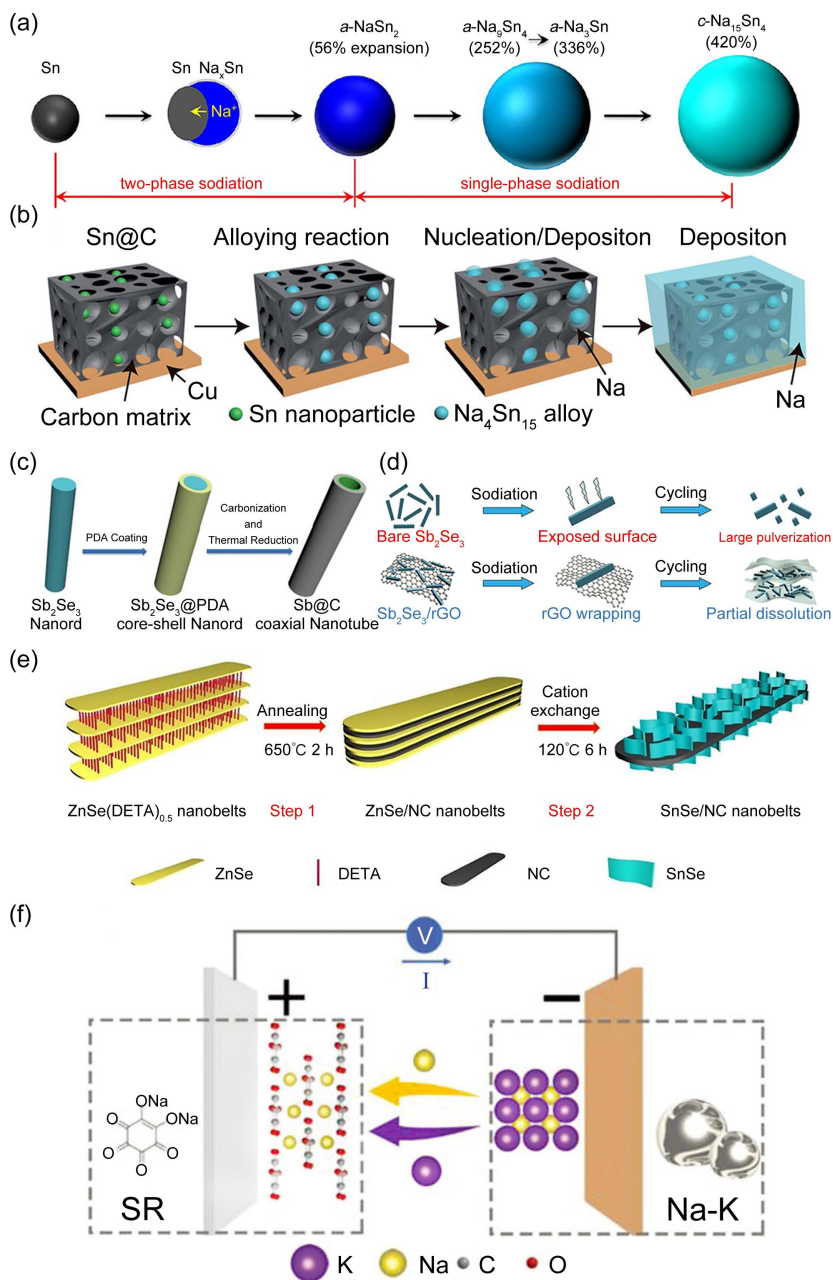 (a)
Sn
Sn NaₓSn
Na⁺
a-NaSn₂
(56% expansion)
a-Na₉Sn₄ → a-Na₃Sn
(252%) (336%)
c-Na₁₅Sn₄
(420%)
two-phase sodiation
single-phase sodiation
(b)
Sn@C
Alloying reaction
Nucleation/Depositon
Depositon
Carbon matrix
Cu
Na
Na
Sn nanoparticle
Na₄Sn₁₅ alloy
(c)
PDA Coating
Carbonization
and
Thermal Reduction
Sb₂Se₃
Nanord
Sb₂Se₃@PDA
core-shell Nanord
Sb@C
coaxial Nanotube
(d)
Sodiation
Cycling
Bare Sb₂Se₃
Exposed surface
Large pulverization
Sodiation
Cycling
Sb₂Se₃/rGO
rGO wrapping
Partial dissolution
(e)
Annealing
650℃ 2 h
Cation
exchange
120℃ 6 h
ZnSe(DETA)₀.₅ nanobelts
Step 1
ZnSe/NC nanobelts
Step 2
SnSe/NC nanobelts
ZnSe
DETA
NC
SnSe
(f)
V
I
+
−
ONa
ONa
O
O
O
O
SR
Na-K
K
Na
C
O